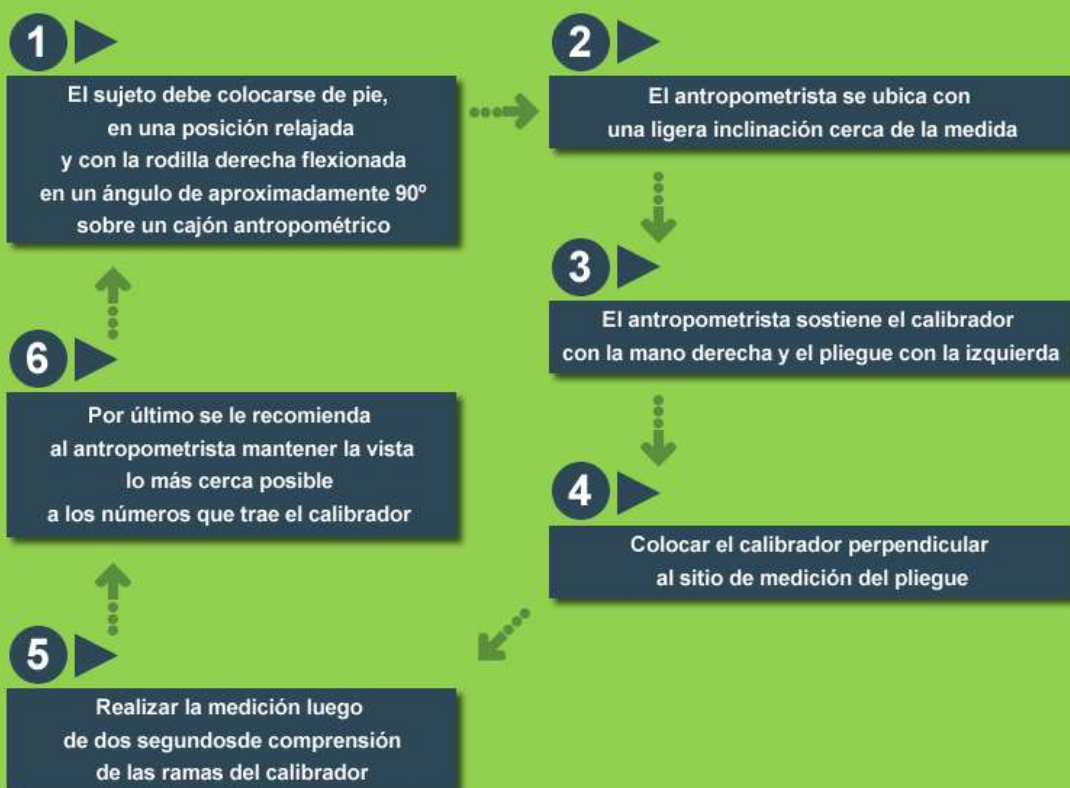 1
El sujeto debe colocarse de pie,
en una posición relajada
y con la rodilla derecha flexionada
en un ángulo de aproximadamente 90º
sobre un cajón antropométrico
2
El antropometrista se ubica con
una ligera inclinación cerca de la medida
3
El antropometrista sostiene el calibrador
con la mano derecha y el pliegue con la izquierda
4
Colocar el calibrador perpendicular
al sitio de medición del pliegue
5
Realizar la medición luego
de dos segundosde comprensión
de las ramas del calibrador
6
Por último se le recomienda
al antropometrista mantener la vista
lo más cerca posible
a los números que trae el calibrador